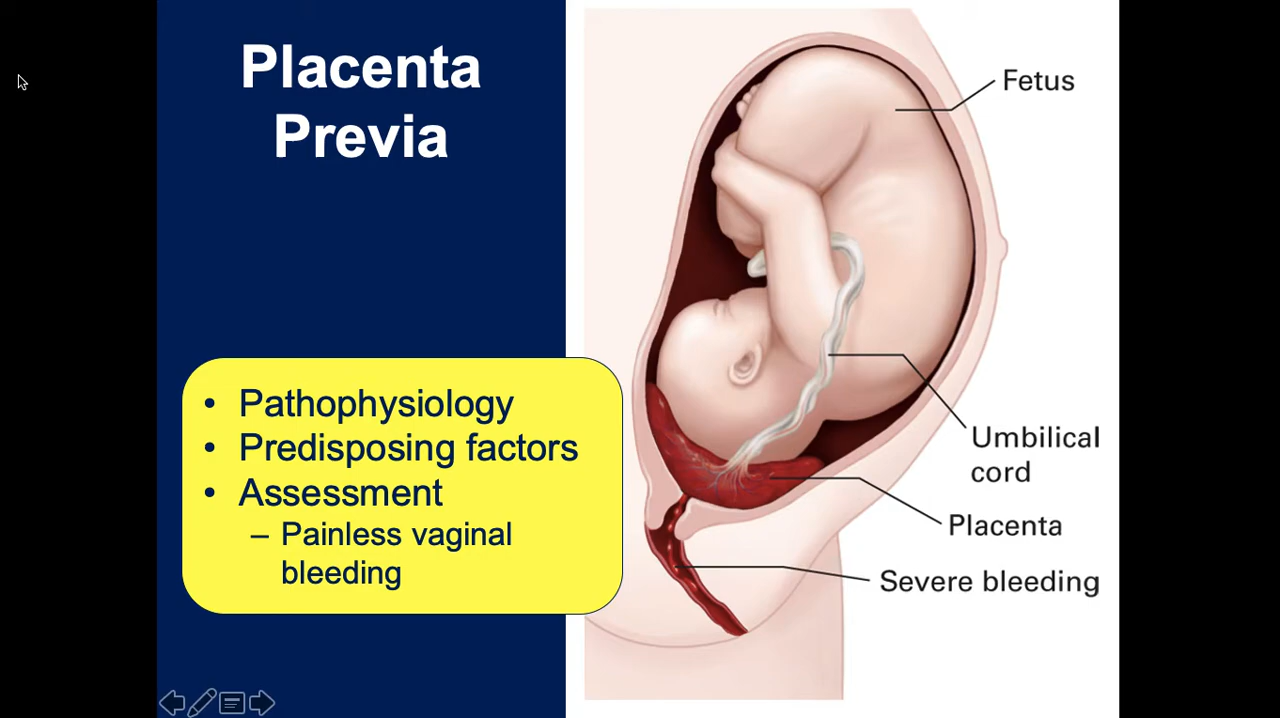 Placenta
Previa
• Pathophysiology
• Predisposing factors
• Assessment
– Painless vaginal
bleeding
Fetus
Umbilical
cord
Placenta
Severe bleeding